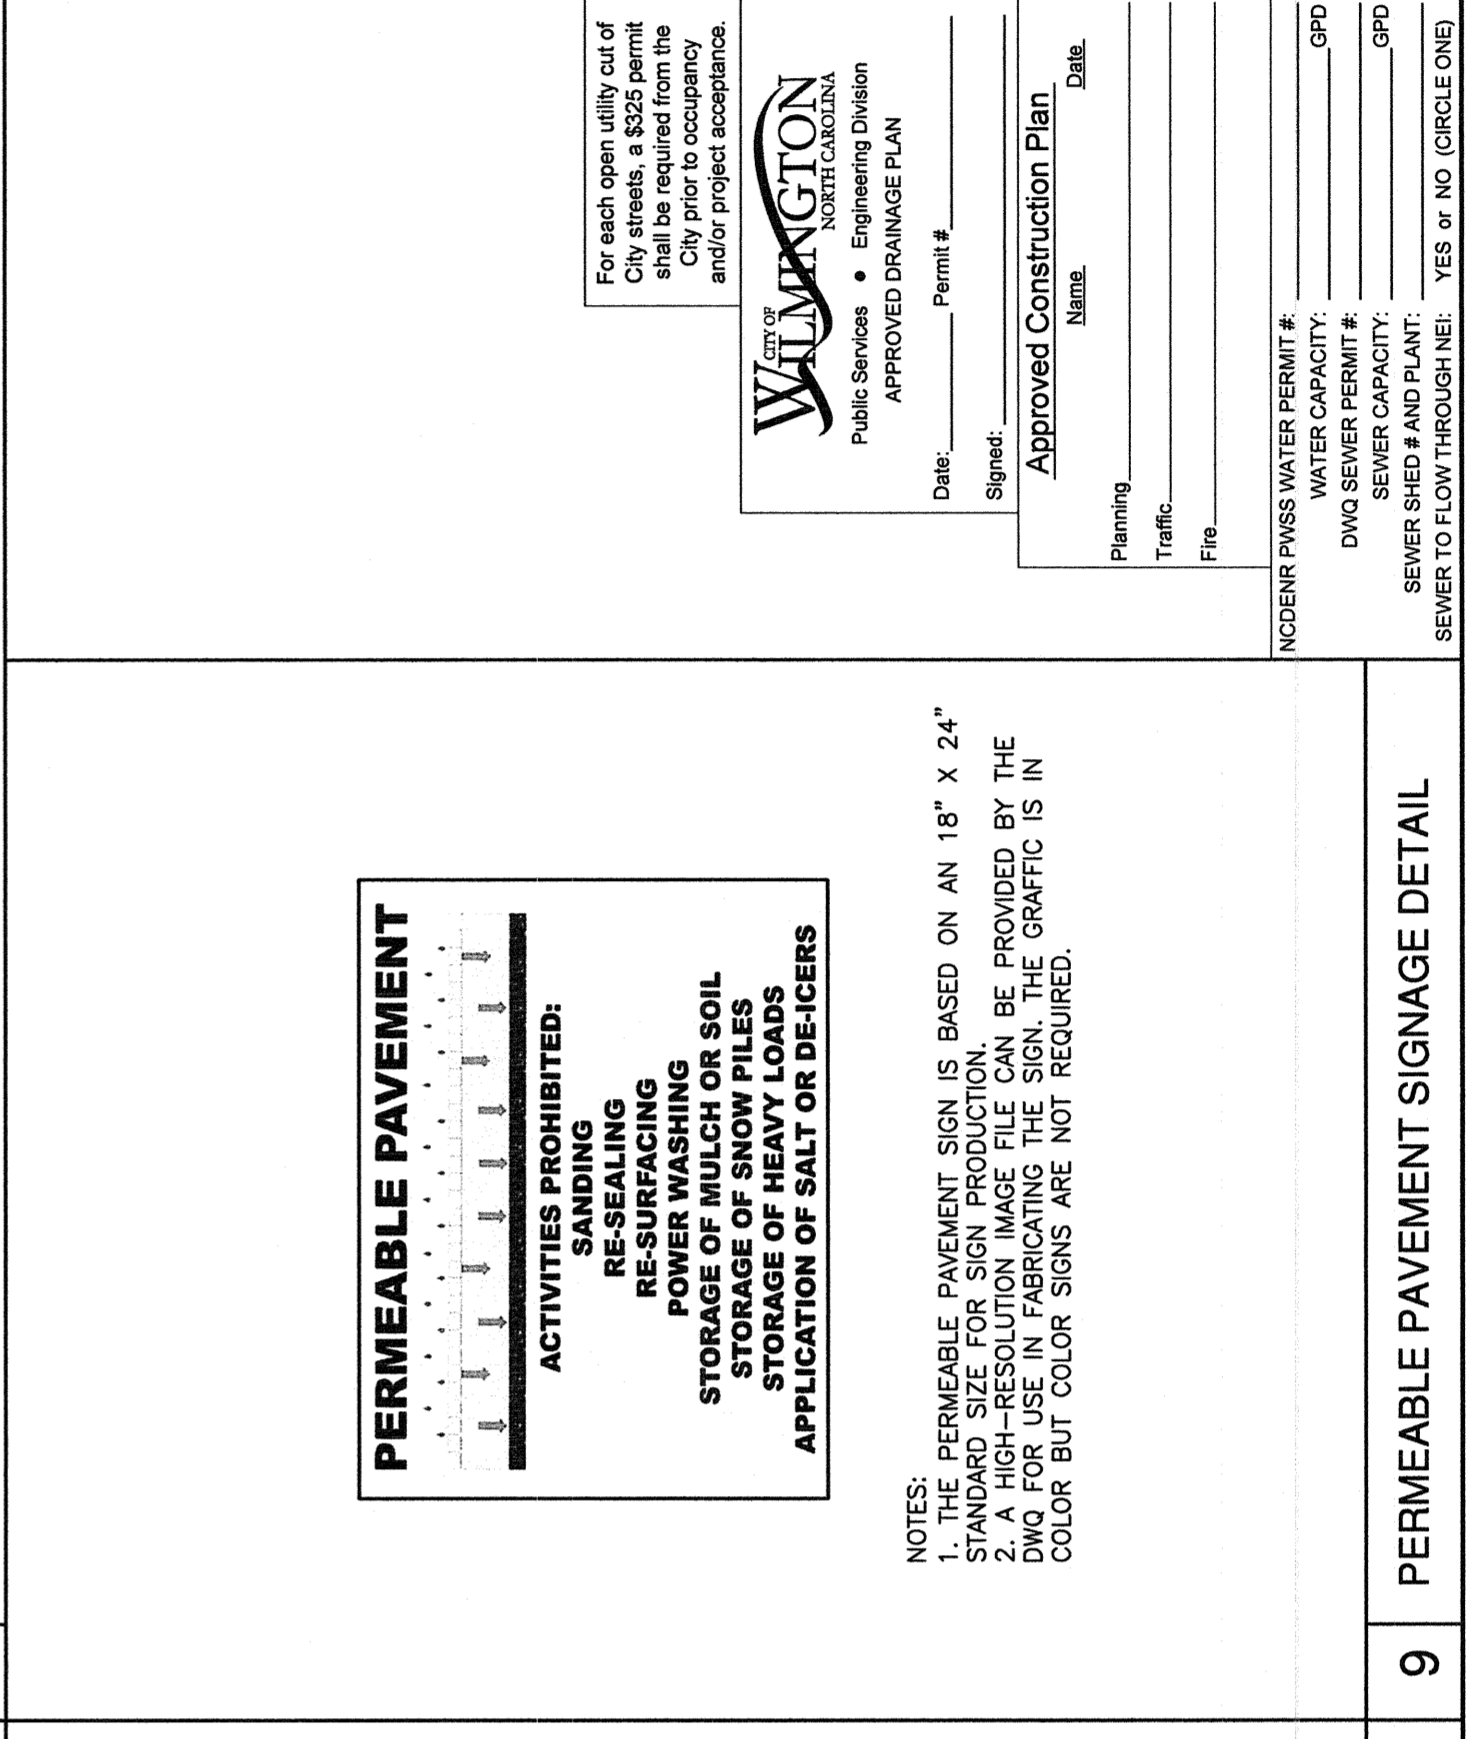 PERMEABLE PAVEMENT
ACTIVITIES PROHIBITED:
SANDING
RE-SEALING
RE-SURFACING
POWER WASHING
STORAGE OF MULCH OR SOIL
STORAGE OF SNOW PILES
STORAGE OF HEAVY LOADS
APPLICATION OF SALT OR DE-ICERS
NOTES:
1. THE PERMEABLE PAVEMENT SIGN IS BASED ON AN 18" X 24"
STANDARD SIZE FOR SIGN PRODUCTION.
2. A HIGH-RESOLUTION IMAGE FILE CAN BE PROVIDED BY THE
DWQ FOR USE IN FABRICATING THE SIGN. THE GRAFFIC IS IN
COLOR BUT COLOR SIGNS ARE NOT REQUIRED.
9 PERMEABLE PAVEMENT SIGNAGE DETAIL
For each open utility cut of
City streets, a $325 permit
shall be required from the
City prior to occupancy
and/or project acceptance.
CITY OF
WILMINGTON
NORTH CAROLINA
Public Services • Engineering Division
APPROVED DRAINAGE PLAN
Date: Permit #
Signed:
Approved Construction Plan
Name Date
Planning
Traffic
Fire
NCDENR PWSS WATER PERMIT #:
WATER CAPACITY: GPD
DWQ SEWER PERMIT #:
SEWER CAPACITY: GPD
SEWER SHED # AND PLANT:
SEWER TO FLOW THROUGH NEI: YES or NO (CIRCLE ONE)